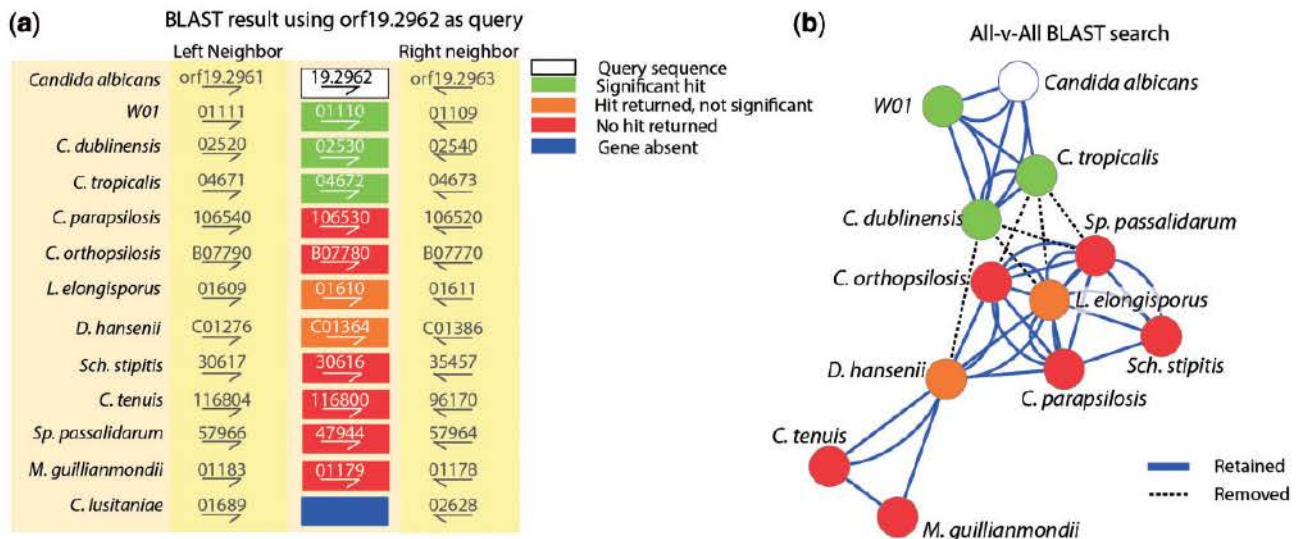 (a)
BLAST result using orf19.2962 as query
Left Neighbor
Right neighbor
Candida albicans orf19.2961 19.2962 orf19.2963
W01 01111 01110 01109
C. dublinensis 02520 02530 02540
C. tropicalis 04671 04672 04673
C. parapsilosis 106540 106530 106520
C. orthopsilosis B07790 B07780 B07770
L. elongisporus 01609 01610 01611
D. hansenii C01276 C01364 C01386
Sch. stipitis 30617 30616 35457
C. tenuis 116804 116800 96170
Sp. passalidarum 57966 47944 57964
M. guillianmondii 01183 01179 01178
C. lusitaniae 01689 02628
Query sequence
Significant hit
Hit returned, not significant
No hit returned
Gene absent
(b)
All-v-All BLAST search
Candida albicans
W01
C. tropicalis
C. dublinensis
Sp. passalidarum
C. orthopsilosis
L. elongisporus
Sch. stipitis
D. hansenii
C. parapsilosis
C. tenuis
M. guillianmondii
Retained
Removed